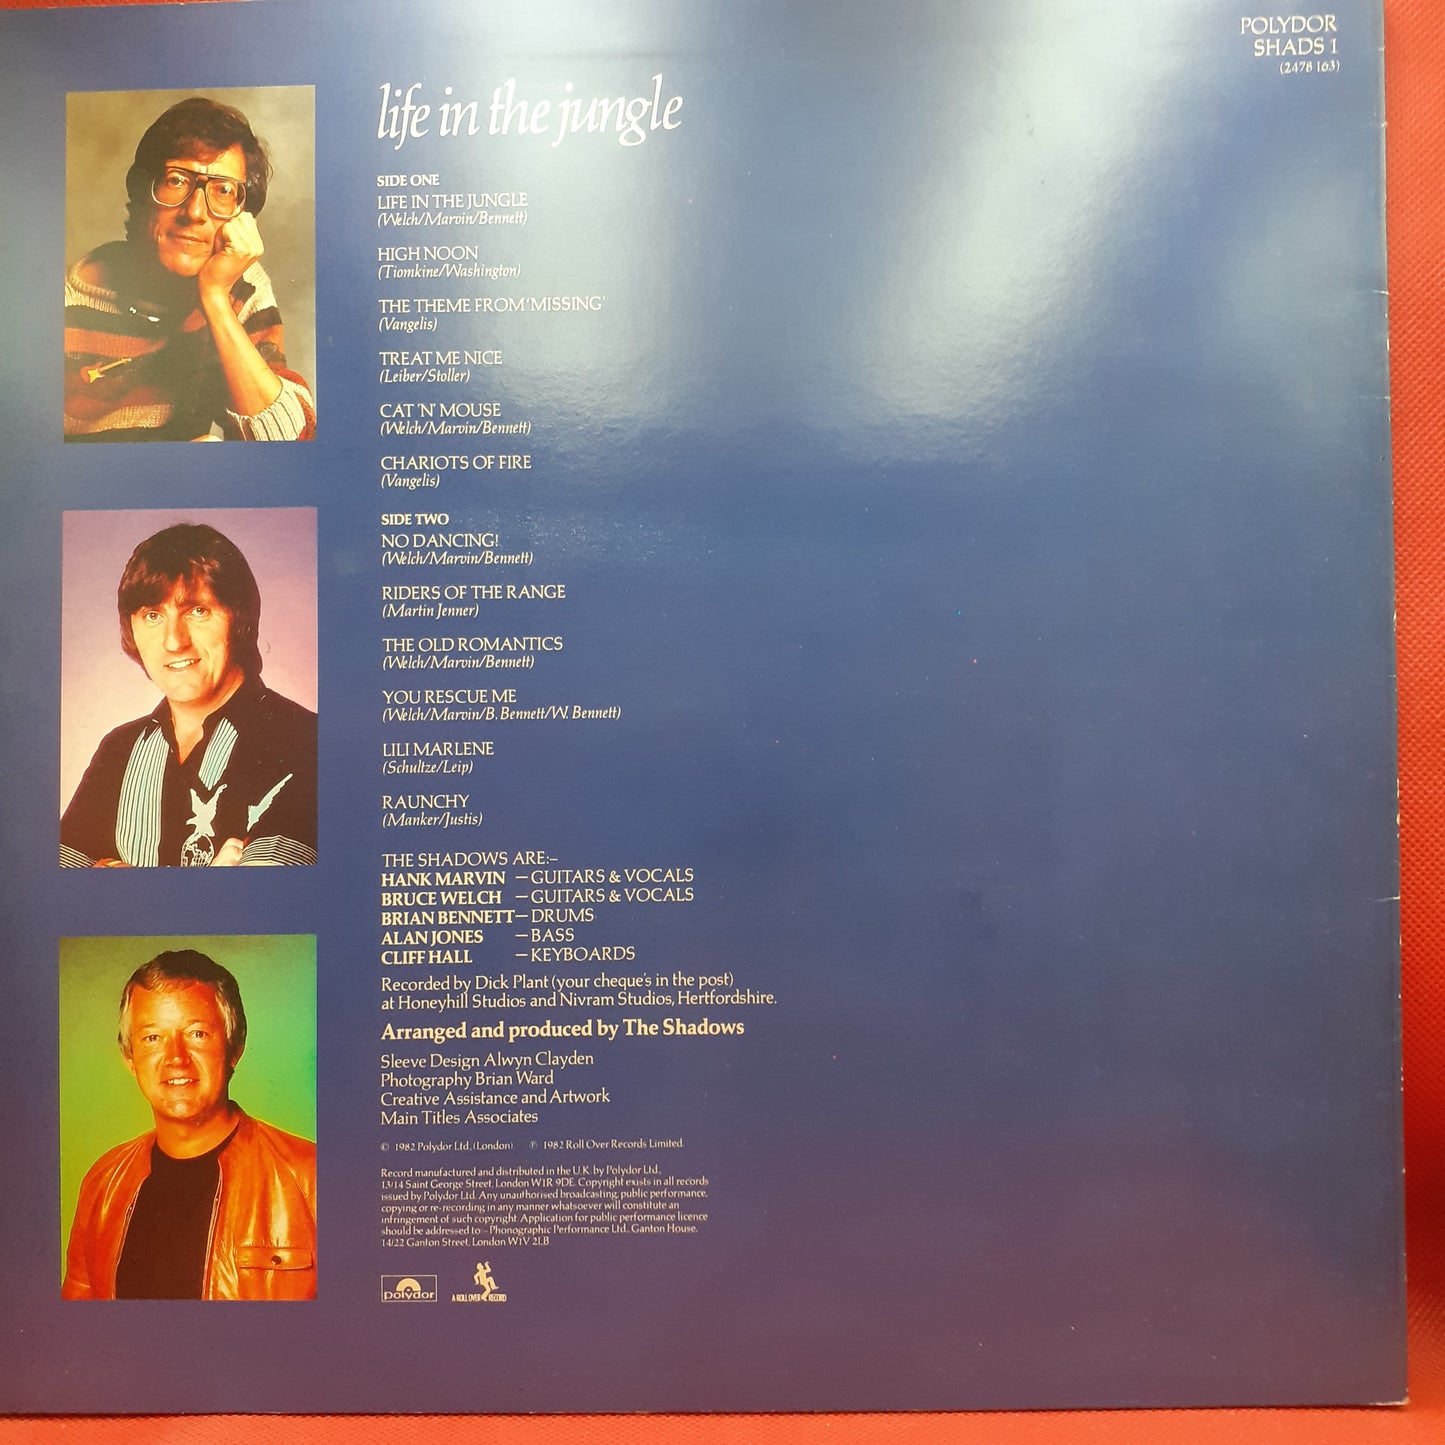 POLYDOR
SHADS 1
(2478 163)
life in the jungle
SIDE ONE
LIFE IN THE JUNGLE
(Welch/Marvin/Bennett)
HIGH NOON
(Tiomkine/Washington)
THE THEME FROM 'MISSING'
(Vangelis)
TREAT ME NICE
(Leiber/Stoller)
CAT 'N' MOUSE
(Welch/Marvin/Bennett)
CHARIOTS OF FIRE
(Vangelis)
SIDE TWO
NO DANCING!
(Welch/Marvin/Bennett)
RIDERS OF THE RANGE
(Martin Jenner)
THE OLD ROMANTICS
(Welch/Marvin/Bennett)
YOU RESCUE ME
(Welch/Marvin/B. Bennett/W. Bennett)
LILI MARLENE
(Schultze/Leip)
RAUNCHY
(Manker/Justis)
THE SHADOWS ARE:–
HANK MARVIN – GUITARS & VOCALS
BRUCE WELCH – GUITARS & VOCALS
BRIAN BENNETT – DRUMS
ALAN JONES – BASS
CLIFF HALL – KEYBOARDS
Recorded by Dick Plant (your cheque's in the post)
at Honeyhill Studios and Nivram Studios, Hertfordshire.
Arranged and produced by The Shadows
Sleeve Design Alwyn Clayden
Photography Brian Ward
Creative Assistance and Artwork
Main Titles Associates
© 1982 Polydor Ltd., (London). ℗ 1982 Roll Over Records Limited.
Record manufactured and distributed in the U.K. by Polydor Ltd.,
13/14 Saint George Street, London W1R 9DE. Copyright exists in all records
issued by Polydor Ltd. Any unauthorised broadcasting, public performance,
copying or re-recording in any manner whatsoever will constitute an
infringement of such copyright. Application for public performance licence
should be addressed to:– Phonographic Performance Ltd., Ganton House,
14/22 Ganton Street, London W1V 2LB
polydor
A ROLL OVER RECORD